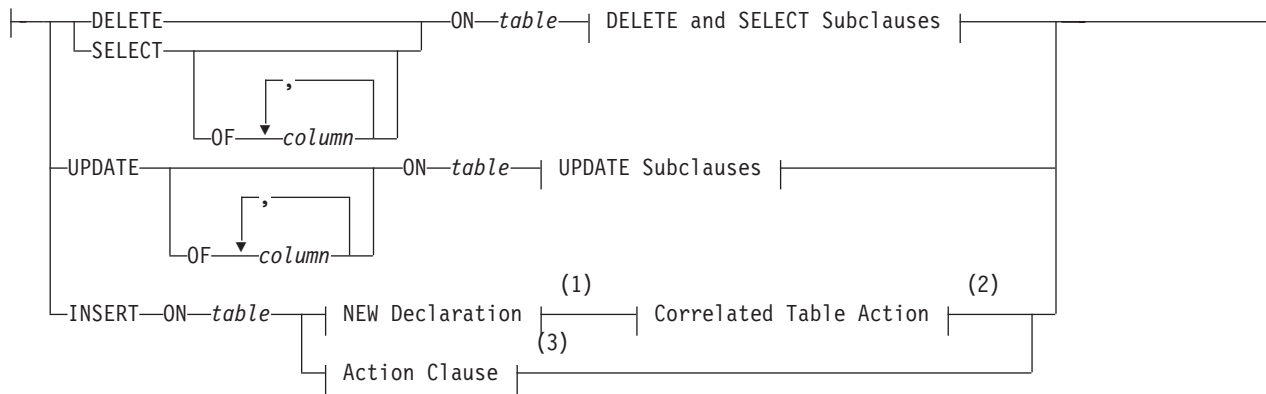 DELETE ON table DELETE and SELECT Subclauses
SELECT
,
OF column
UPDATE ON table UPDATE Subclauses
,
OF column
(1) (2)
INSERT ON table NEW Declaration Correlated Table Action
(3)
Action Clause